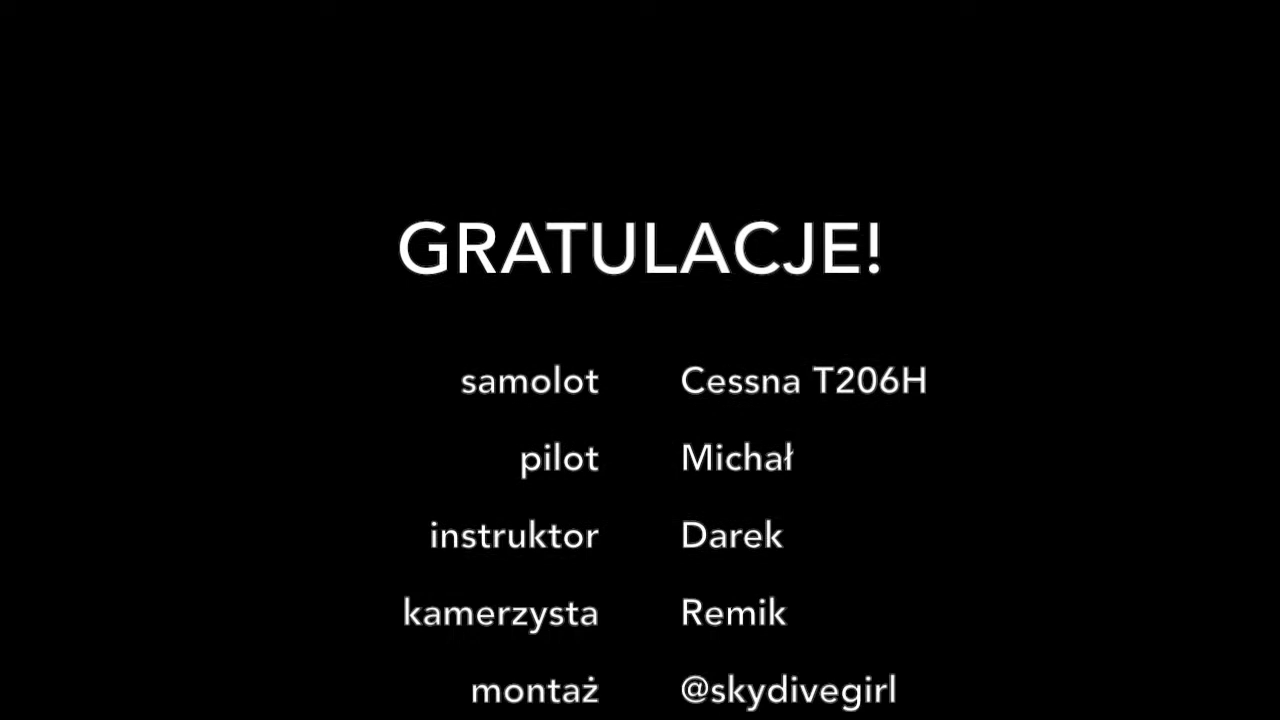 GRATULACJE!
samolot Cessna T206H
pilot Michał
instruktor Darek
kamerzysta Remik
montaż @skydivegirl